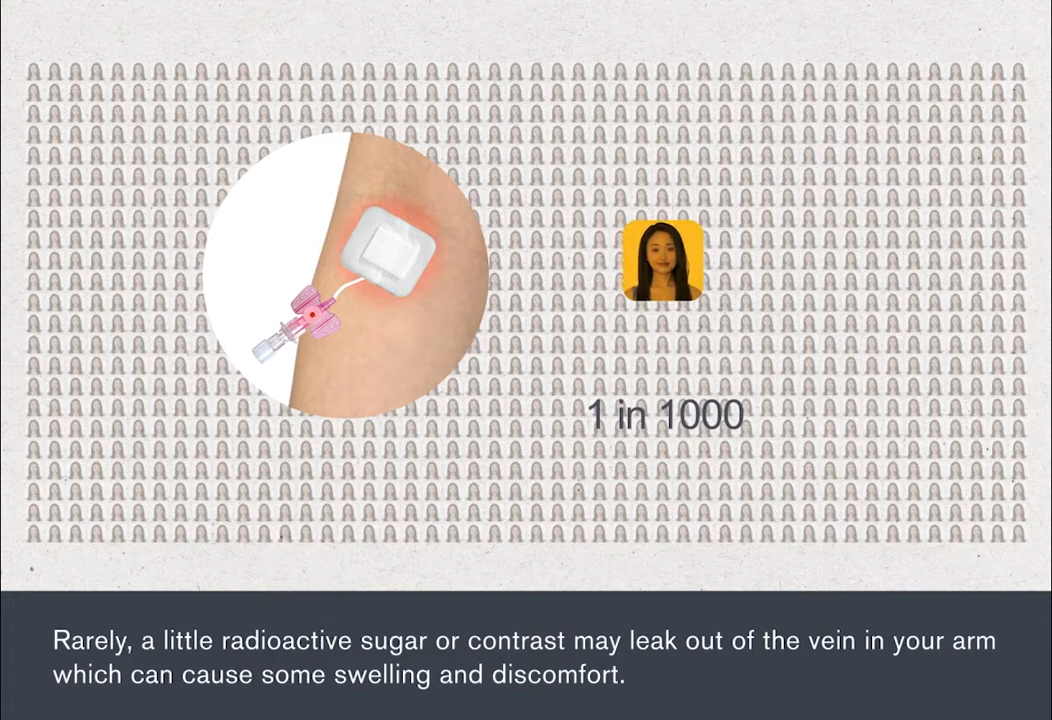 1 in 1000
Rarely, a little radioactive sugar or contrast may leak out of the vein in your arm
which can cause some swelling and discomfort.